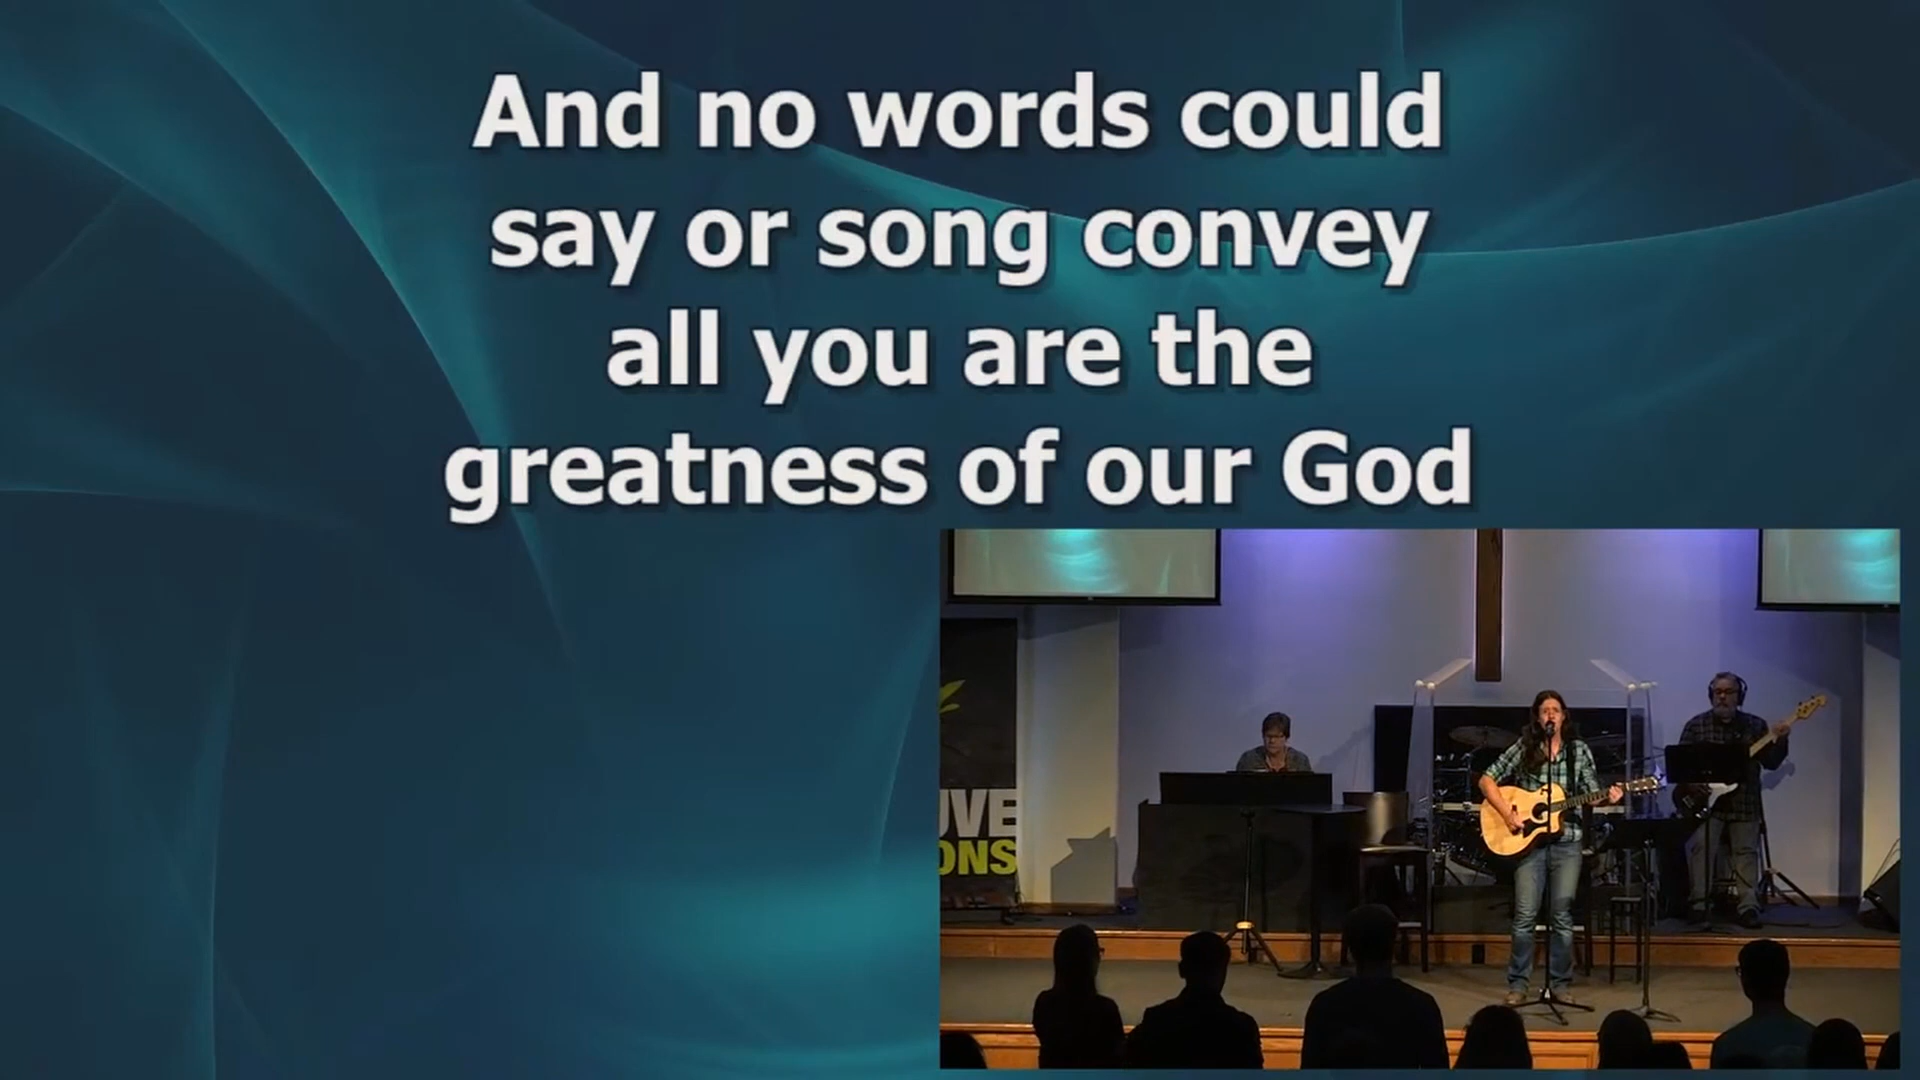 And no words could
say or song convey
all you are the
greatness of our God